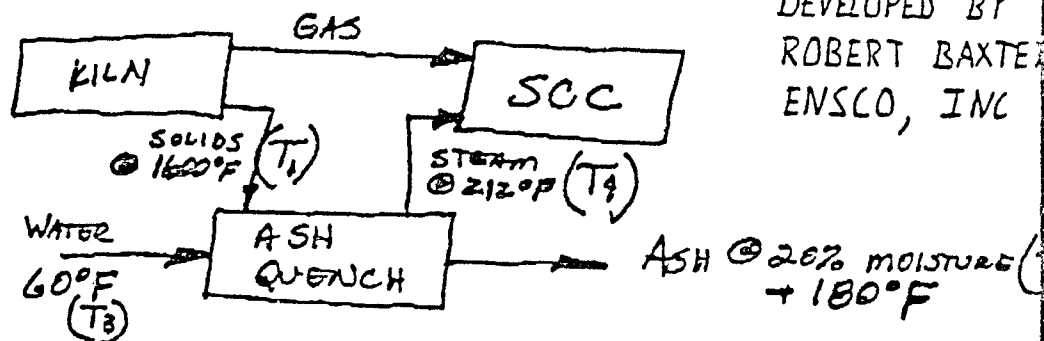 DEVELOPED BY
ROBERT BAXTE
ENSCO, INC
GAS
KILN
SCC
SOLIDS
@ 1600°F (T1)
STEAM
@ 212°F (T4)
WATER
60°F
(T3)
ASH
QUENCH
ASH @ 20% MOISTURE (
+ 180°F